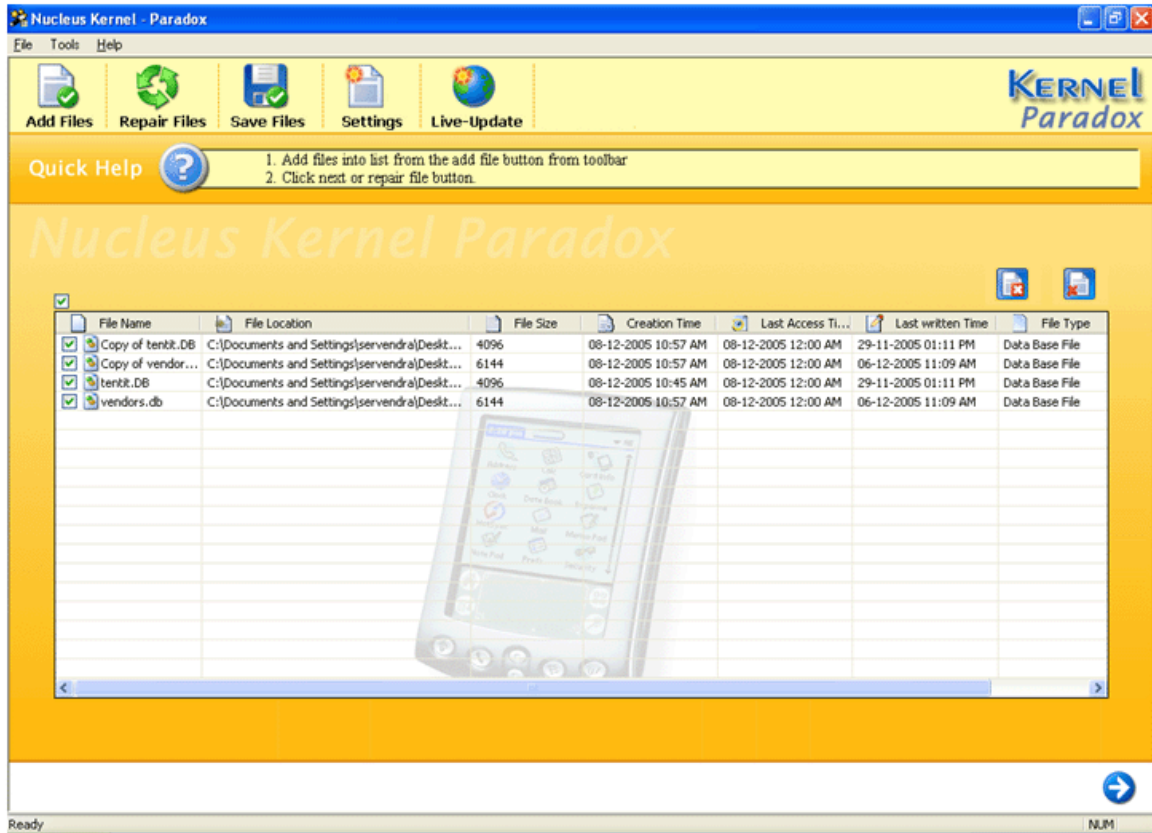 Nucleus Kernel - Paradox
File Tools Help
Add Files Repair Files Save Files Settings Live-Update
KERNEL
Paradox
Quick Help
1. Add files into list from the add file button from toolbar
2. Click next or repair file button.
Nucleus Kernel Paradox
File Name File Location File Size Creation Time Last Access Ti... Last written Time File Type
Copy of tentit.DB C:\Documents and Settings\servendra\Deskt... 4096 08-12-2005 10:57 AM 08-12-2005 12:00 AM 29-11-2005 01:11 PM Data Base File
Copy of vendor... C:\Documents and Settings\servendra\Deskt... 6144 08-12-2005 10:57 AM 08-12-2005 12:00 AM 06-12-2005 11:09 AM Data Base File
tentit.DB C:\Documents and Settings\servendra\Deskt... 4096 08-12-2005 10:45 AM 08-12-2005 12:00 AM 29-11-2005 01:11 PM Data Base File
vendors.db C:\Documents and Settings\servendra\Deskt... 6144 08-12-2005 10:57 AM 08-12-2005 12:00 AM 06-12-2005 11:09 AM Data Base File
Address
Mail Memo Pad
Note Pad Security
Ready NUM